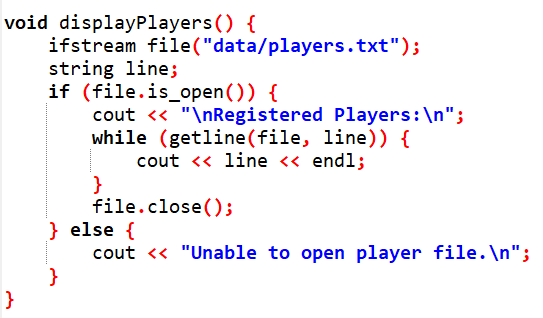 void displayPlayers() {
    ifstream file("data/players.txt");
    string line;
    if (file.is_open()) {
        cout << "\nRegistered Players:\n";
        while (getline(file, line)) {
            cout << line << endl;
        }
        file.close();
    } else {
        cout << "Unable to open player file.\n";
    }
}